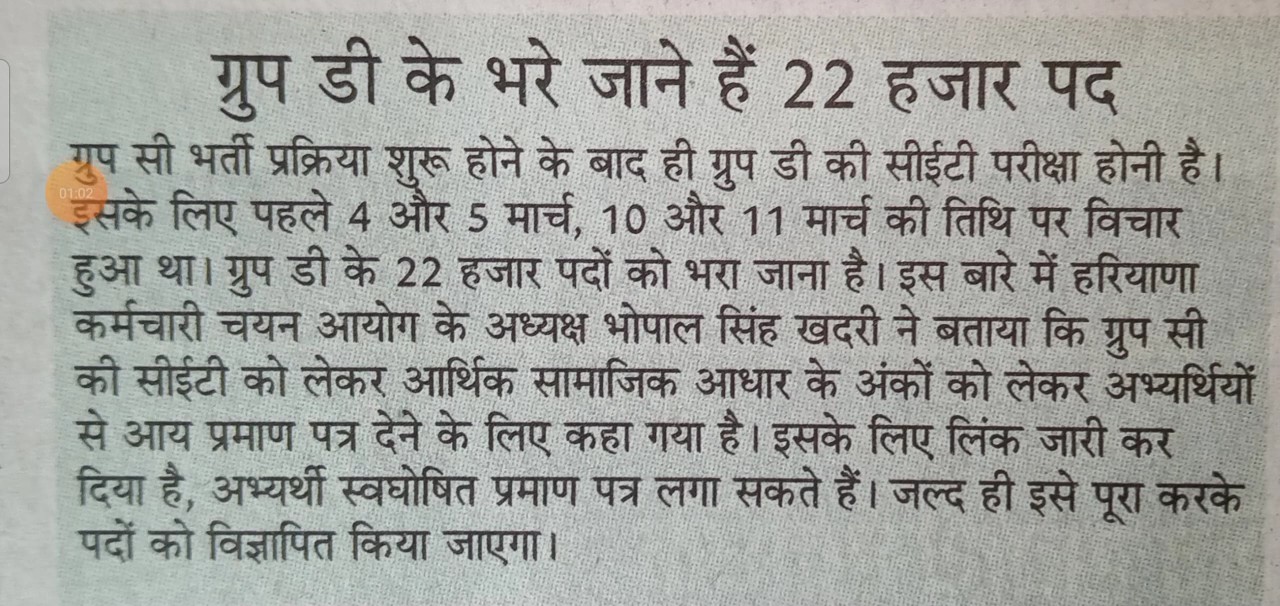 ग्रुप डी के भरे जाने हैं 22 हजार पद
ग्रुप सी भर्ती प्रक्रिया शुरू होने के बाद ही ग्रुप डी की सीईटी परीक्षा होनी है।
01:02
इसके लिए पहले 4 और 5 मार्च, 10 और 11 मार्च की तिथि पर विचार
हुआ था। ग्रुप डी के 22 हजार पदों को भरा जाना है। इस बारे में हरियाणा
कर्मचारी चयन आयोग के अध्यक्ष भोपाल सिंह खदरी ने बताया कि ग्रुप सी
की सीईटी को लेकर आर्थिक सामाजिक आधार के अंकों को लेकर अभ्यर्थियों
से आय प्रमाण पत्र देने के लिए कहा गया है। इसके लिए लिंक जारी कर
दिया है, अभ्यर्थी स्वघोषित प्रमाण पत्र लगा सकते हैं। जल्द ही इसे पूरा करके
पदों को विज्ञापित किया जाएगा।